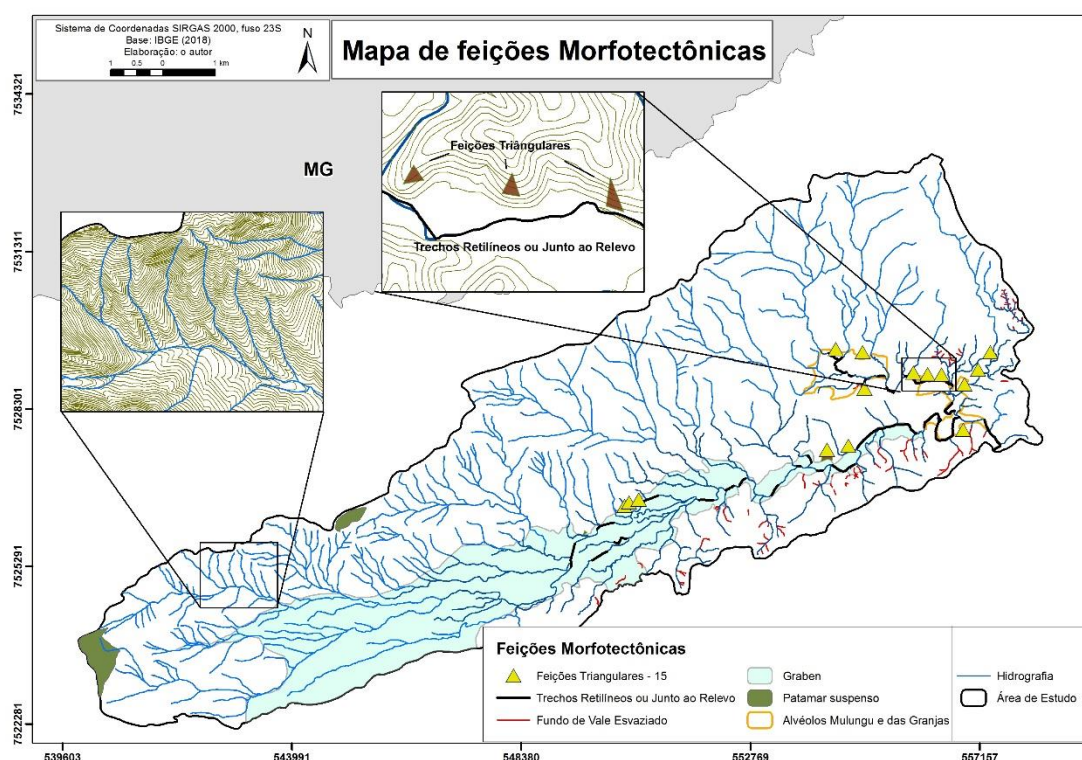 Sistema de Coordenadas SIRGAS 2000, fuso 23S
Base: IBGE (2018)
Elaboração: o autor
1 0.5 0 1 km
N
Mapa de feições Morfotectônicas
MG
Feições Triângulares
Trechos Retilíneos ou Junto ao Relevo
7534321
7531311
7528301
7525291
7522281
539603
543991
548380
552769
557157
Feições Morfotectônicas
Feições Triangulares - 15
Trechos Retilíneos ou Junto ao Relevo
Fundo de Vale Esvaziado
Graben
Patamar suspenso
Alvéolos Mulungu e das Granjas
Hidrografia
Área de Estudo